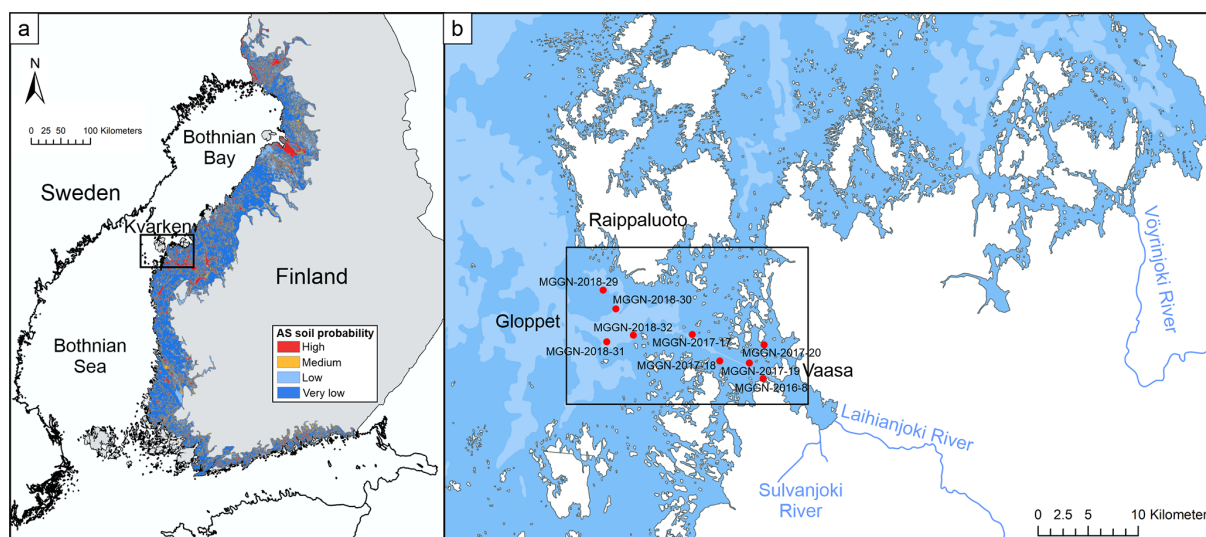 a
N
0 25 50 100 Kilometers
Bothnian
Bay
Sweden
Kvarken
Finland
Bothnian
Sea
AS soil probability
High
Medium
Low
Very low
b
Raippaluoto
MGGN-2018-29
MGGN-2018-30
Gloppet
MGGN-2018-32
MGGN-2017-17
MGGN-2018-31
MGGN-2017-20
MGGN-2017-18
MGGN-2017-19
Vaasa
MGGN-2016-8
Vöyrinjoki River
Laihianjoki River
Sulvanjoki
River
0 2.5 5 10 Kilometers